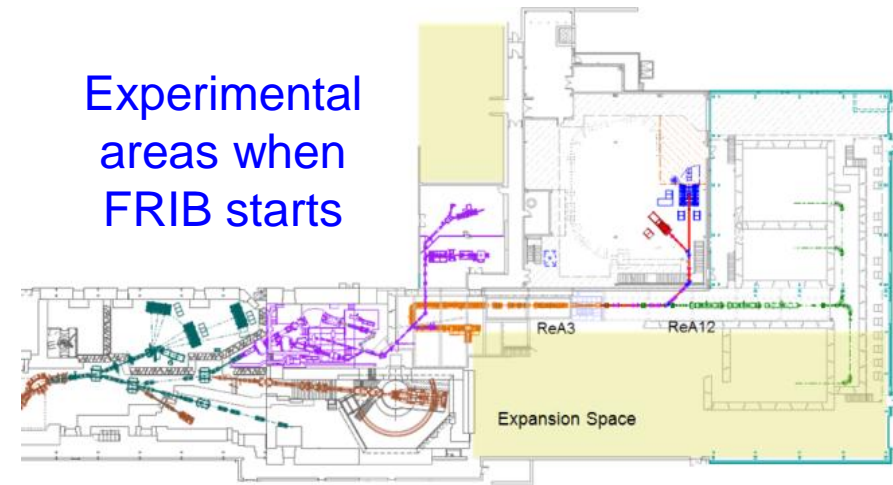 Experimental
areas when
FRIB starts
ReA3
ReA12
Expansion Space